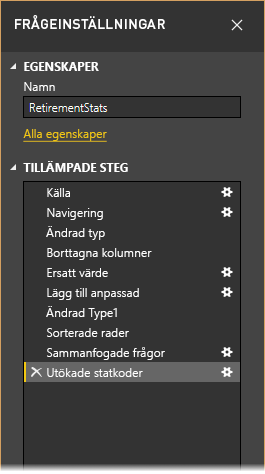 FRÅGEINSTÄLLNINGAR
EGENSKAPER
Namn
RetirementStats
Alla egenskaper
TILLÄMPADE STEG
Källa
Navigering
Ändrad typ
Borttagna kolumner
Ersatt värde
Lägg till anpassad
Ändrad Type1
Sorterade rader
Sammanfogade frågor
Utökade statkoder